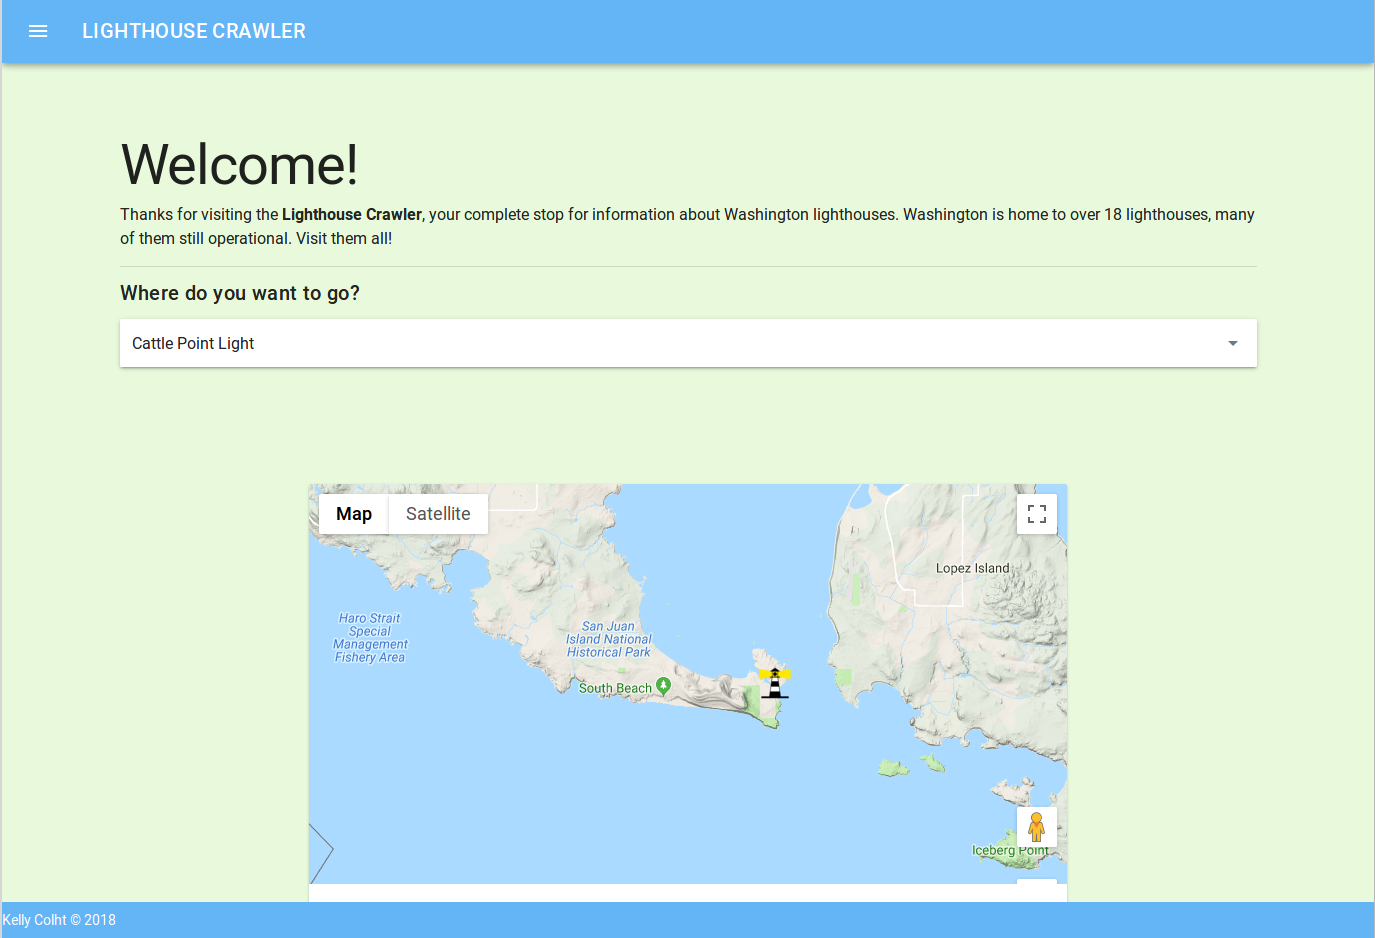 LIGHTHOUSE CRAWLER
Welcome!
Thanks for visiting the Lighthouse Crawler, your complete stop for information about Washington lighthouses. Washington is home to over 18 lighthouses, many
of them still operational. Visit them all!
Where do you want to go?
Cattle Point Light
Map
Satellite
Lopez Island
Haro Strait
Special
Management
Fishery Area
San Juan
Island National
Historical Park
South Beach
Iceberg Point
Kelly Colht © 2018